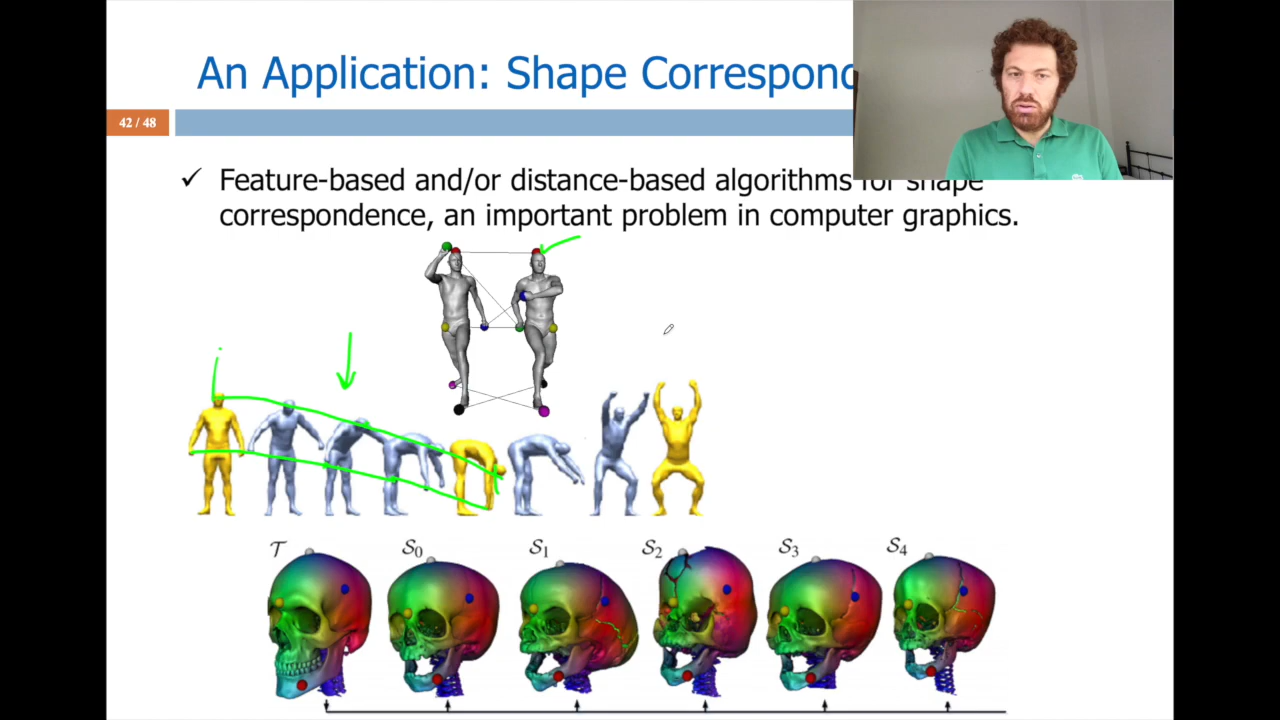 An Application: Shape Correspond
42 / 48
✓ Feature-based and/or distance-based algorithms for shape
correspondence, an important problem in computer graphics.
𝒯 𝒮0 𝒮1 𝒮2 𝒮3 𝒮4